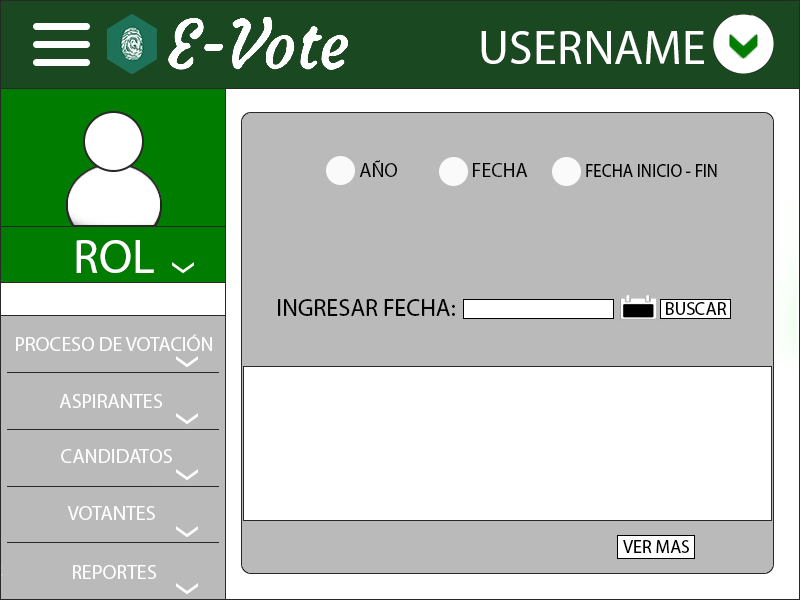 E-Vote
USERNAME
ROL
PROCESO DE VOTACIÓN
ASPIRANTES
CANDIDATOS
VOTANTES
REPORTES
AÑO
FECHA
FECHA INICIO - FIN
INGRESAR FECHA:
BUSCAR
VER MAS